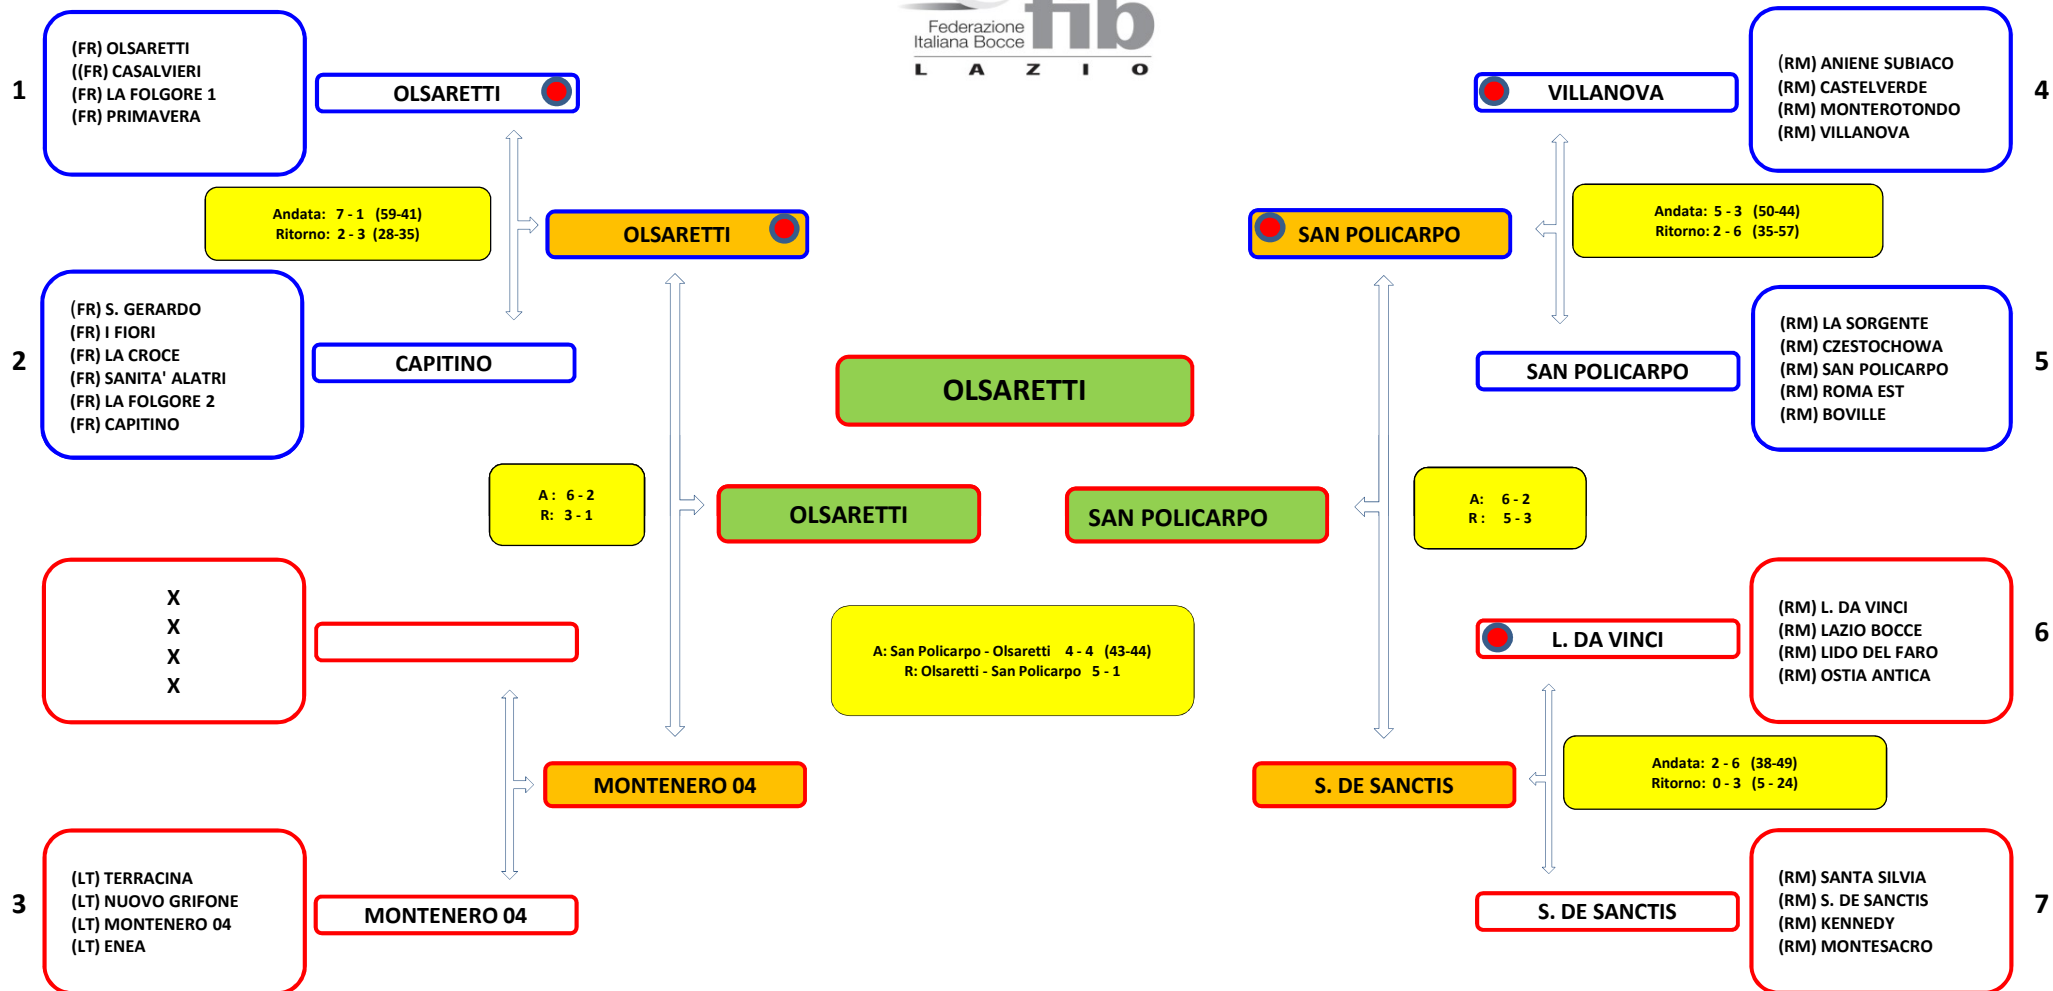 Federazione
Italiana Bocce
fib
L A Z I O
1
(FR) OLSARETTI
((FR) CASALVIERI
(FR) LA FOLGORE 1
(FR) PRIMAVERA
OLSARETTI
Andata: 7 - 1 (59-41)
Ritorno: 2 - 3 (28-35)
OLSARETTI
2
(FR) S. GERARDO
(FR) I FIORI
(FR) LA CROCE
(FR) SANITA' ALATRI
(FR) LA FOLGORE 2
(FR) CAPITINO
CAPITINO
A : 6 - 2
R: 3 - 1
OLSARETTI
X
X
X
X
MONTENERO 04
3
(LT) TERRACINA
(LT) NUOVO GRIFONE
(LT) MONTENERO 04
(LT) ENEA
MONTENERO 04
OLSARETTI
A: San Policarpo - Olsaretti 4 - 4 (43-44)
R: Olsaretti - San Policarpo 5 - 1
VILLANOVA
(RM) ANIENE SUBIACO
(RM) CASTELVERDE
(RM) MONTEROTONDO
(RM) VILLANOVA
4
SAN POLICARPO
Andata: 5 - 3 (50-44)
Ritorno: 2 - 6 (35-57)
SAN POLICARPO
(RM) LA SORGENTE
(RM) CZESTOCHOWA
(RM) SAN POLICARPO
(RM) ROMA EST
(RM) BOVILLE
5
SAN POLICARPO
A: 6 - 2
R : 5 - 3
L. DA VINCI
(RM) L. DA VINCI
(RM) LAZIO BOCCE
(RM) LIDO DEL FARO
(RM) OSTIA ANTICA
6
S. DE SANCTIS
Andata: 2 - 6 (38-49)
Ritorno: 0 - 3 (5 - 24)
S. DE SANCTIS
(RM) SANTA SILVIA
(RM) S. DE SANCTIS
(RM) KENNEDY
(RM) MONTESACRO
7